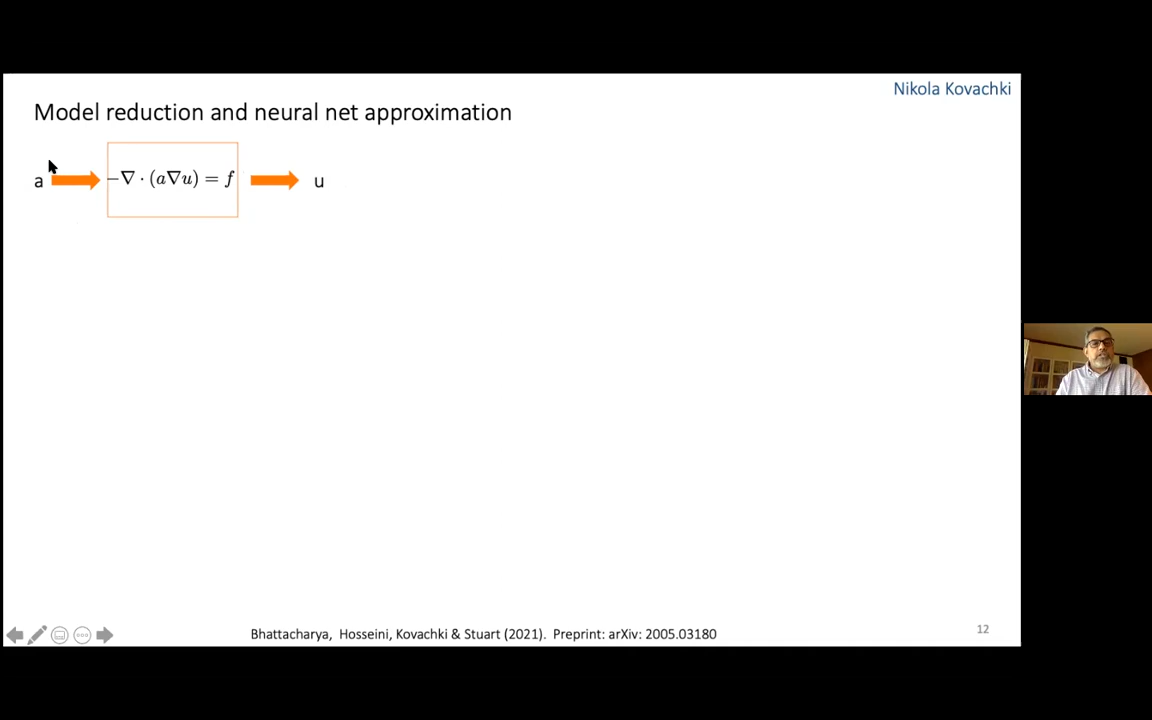 Nikola Kovachki
Model reduction and neural net approximation
a
−∇ · (a∇u) = f
u
Bhattacharya, Hosseini, Kovachki & Stuart (2021). Preprint: arXiv: 2005.03180
12